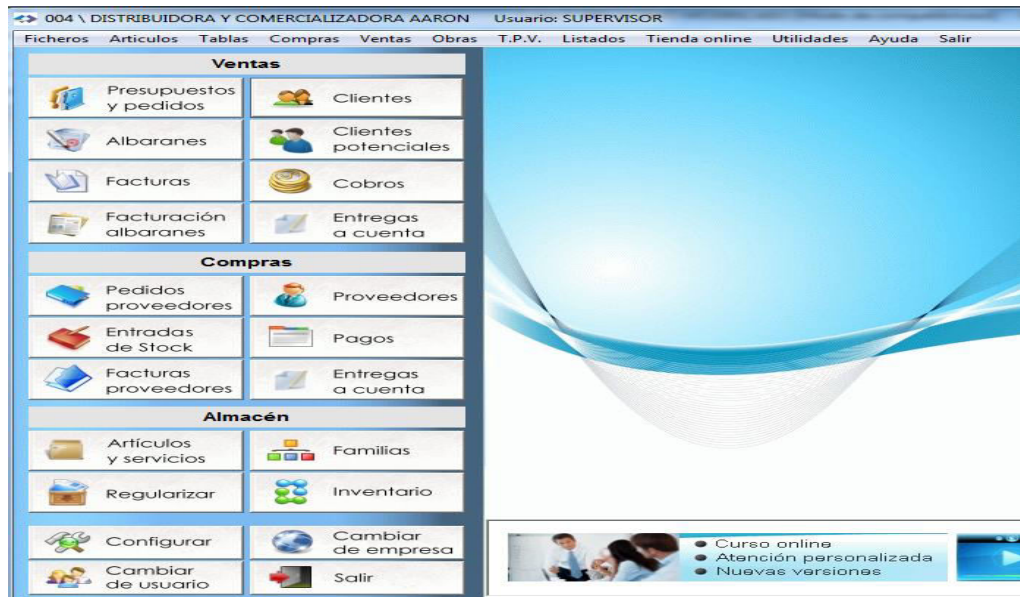 004 \ DISTRIBUIDORA Y COMERCIALIZADORA AARON Usuario: SUPERVISOR
Ficheros Articulos Tablas Compras Ventas Obras T.P.V. Listados Tienda online Utilidades Ayuda Salir
Ventas
Presupuestos
y pedidos
Clientes
Albaranes
Clientes
potenciales
Facturas
Cobros
Facturación
albaranes
Entregas
a cuenta
Compras
Pedidos
proveedores
Proveedores
Entradas
de Stock
Pagos
Facturas
proveedores
Entregas
a cuenta
Almacén
Artículos
y servicios
Familias
Regularizar
Inventario
Configurar
Cambiar
de empresa
Cambiar
de usuario
Salir
Curso online
Atención personalizada
Nuevas versiones